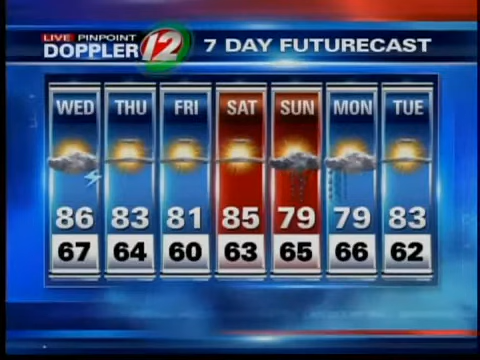 LIVE PINPOINT
DOPPLER 12
7 DAY FUTURECAST
WED THU FRI SAT SUN MON TUE
86 83 81 85 79 79 83
67 64 60 63 65 66 62